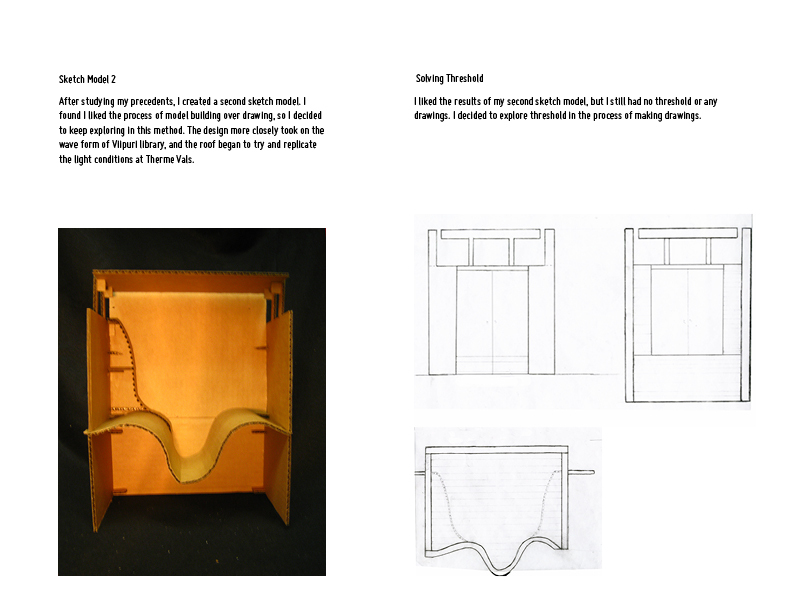 Sketch Model 2
After studying my precedents, I created a second sketch model. I
found I liked the process of model building over drawing, so I decided
to keep exploring in this method. The design more closely took on the
wave form of Viipuri library, and the roof began to try and replicate
the light conditions at Therme Vals.
Solving Threshold
I liked the results of my second sketch model, but I still had no threshold or any
drawings. I decided to explore threshold in the process of making drawings.